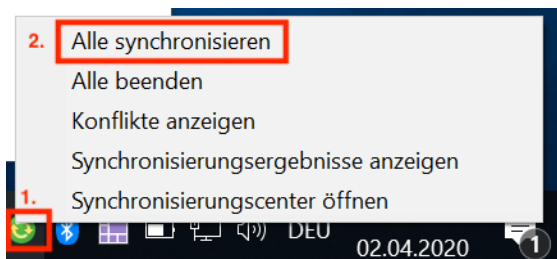 2. Alle synchronisieren
Alle beenden
Konflikte anzeigen
Synchronisierungsergebnisse anzeigen
1. Synchronisierungscenter öffnen
DEU
02.04.2020
1